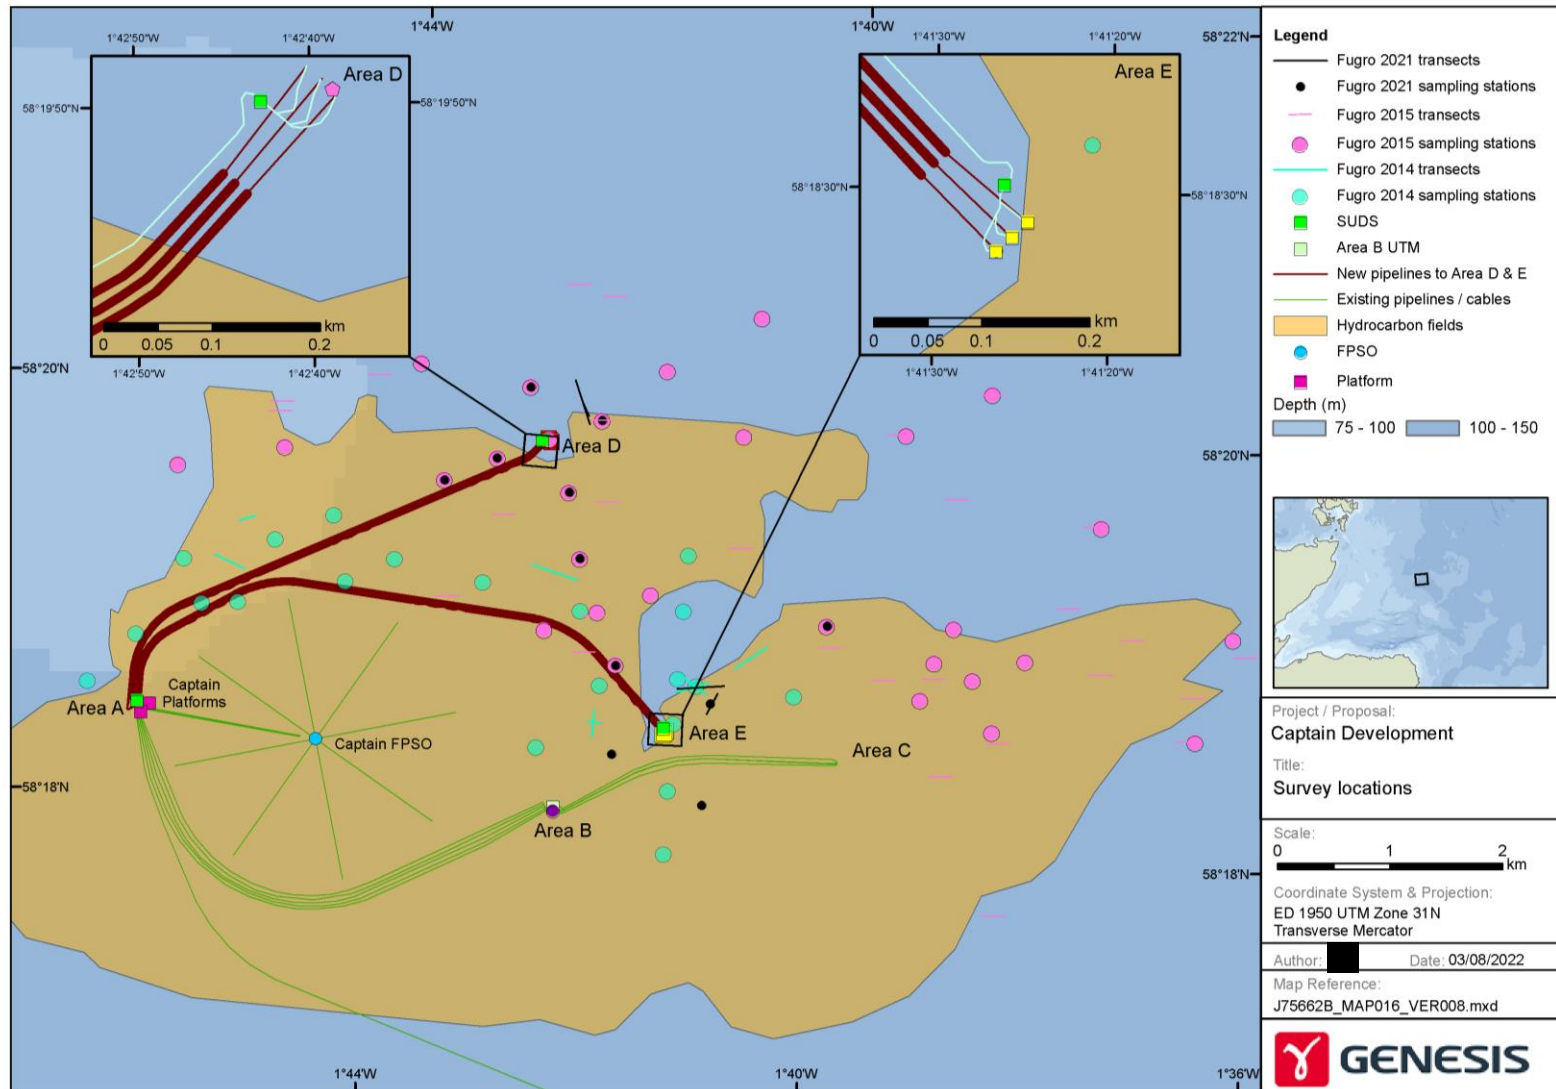 1°44'W
1°40'W
58°22'N
1°42'50"W
1°42'40"W
Area D
58°19'50"N
58°19'50"N
km
0 0.05 0.1 0.2
1°42'50"W
1°42'40"W
1°41'30"W
1°41'20"W
Area E
58°18'30"N
58°18'30"N
km
0 0.05 0.1 0.2
1°41'30"W
1°41'20"W
58°20'N
58°20'N
Area D
Captain
Platforms
Area A
Captain FPSO
Area E
Area C
58°18'N
Area B
58°18'N
1°44'W
1°40'W
1°36'W
Legend
Fugro 2021 transects
Fugro 2021 sampling stations
Fugro 2015 transects
Fugro 2015 sampling stations
Fugro 2014 transects
Fugro 2014 sampling stations
SUDS
Area B UTM
New pipelines to Area D & E
Existing pipelines / cables
Hydrocarbon fields
FPSO
Platform
Depth (m)
75 - 100 100 - 150
Project / Proposal:
Captain Development
Title:
Survey locations
Scale:
0 1 2
km
Coordinate System & Projection:
ED 1950 UTM Zone 31N
Transverse Mercator
Author: Date: 03/08/2022
Map Reference:
J75662B_MAP016_VER008.mxd
GENESIS